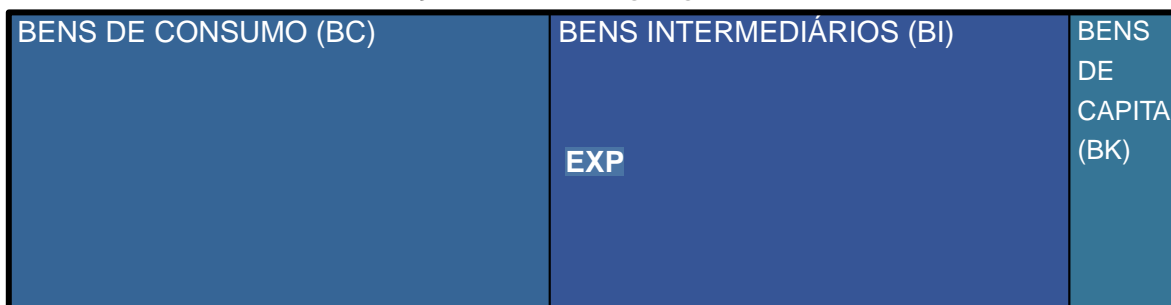 BENS DE CONSUMO (BC)
BENS INTERMEDIÁRIOS (BI)
EXP
BENS
DE
CAPITA
(BK)